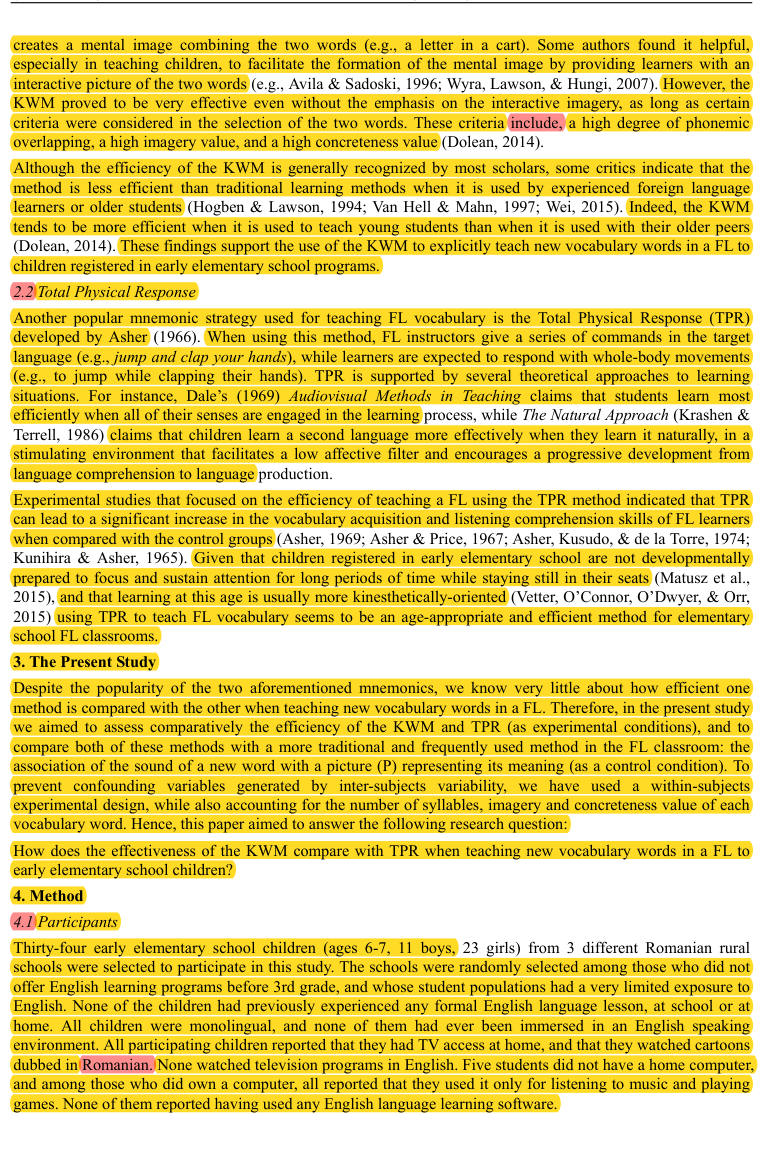 creates a mental image combining the two words (e.g., a letter in a cart). Some authors found it helpful,
especially in teaching children, to facilitate the formation of the mental image by providing learners with an
interactive picture of the two words (e.g., Avila & Sadoski, 1996; Wyra, Lawson, & Hungi, 2007). However, the
KWM proved to be very effective even without the emphasis on the interactive imagery, as long as certain
criteria were considered in the selection of the two words. These criteria include, a high degree of phonemic
overlapping, a high imagery value, and a high concreteness value (Dolean, 2014).
Although the efficiency of the KWM is generally recognized by most scholars, some critics indicate that the
method is less efficient than traditional learning methods when it is used by experienced foreign language
learners or older students (Hogben & Lawson, 1994; Van Hell & Mahn, 1997; Wei, 2015). Indeed, the KWM
tends to be more efficient when it is used to teach young students than when it is used with their older peers
(Dolean, 2014). These findings support the use of the KWM to explicitly teach new vocabulary words in a FL to
children registered in early elementary school programs.
2.2 Total Physical Response
Another popular mnemonic strategy used for teaching FL vocabulary is the Total Physical Response (TPR)
developed by Asher (1966). When using this method, FL instructors give a series of commands in the target
language (e.g., jump and clap your hands), while learners are expected to respond with whole-body movements
(e.g., to jump while clapping their hands). TPR is supported by several theoretical approaches to learning
situations. For instance, Dale's (1969) Audiovisual Methods in Teaching claims that students learn most
efficiently when all of their senses are engaged in the learning process, while The Natural Approach (Krashen &
Terrell, 1986) claims that children learn a second language more effectively when they learn it naturally, in a
stimulating environment that facilitates a low affective filter and encourages a progressive development from
language comprehension to language production.
Experimental studies that focused on the efficiency of teaching a FL using the TPR method indicated that TPR
can lead to a significant increase in the vocabulary acquisition and listening comprehension skills of FL learners
when compared with the control groups (Asher, 1969; Asher & Price, 1967; Asher, Kusudo, & de la Torre, 1974;
Kunihira & Asher, 1965). Given that children registered in early elementary school are not developmentally
prepared to focus and sustain attention for long periods of time while staying still in their seats (Matusz et al.,
2015), and that learning at this age is usually more kinesthetically-oriented (Vetter, O'Connor, O'Dwyer, & Orr,
2015) using TPR to teach FL vocabulary seems to be an age-appropriate and efficient method for elementary
school FL classrooms.
3. The Present Study
Despite the popularity of the two aforementioned mnemonics, we know very little about how efficient one
method is compared with the other when teaching new vocabulary words in a FL. Therefore, in the present study
we aimed to assess comparatively the efficiency of the KWM and TPR (as experimental conditions), and to
compare both of these methods with a more traditional and frequently used method in the FL classroom: the
association of the sound of a new word with a picture (P) representing its meaning (as a control condition). To
prevent confounding variables generated by inter-subjects variability, we have used a within-subjects
experimental design, while also accounting for the number of syllables, imagery and concreteness value of each
vocabulary word. Hence, this paper aimed to answer the following research question:
How does the effectiveness of the KWM compare with TPR when teaching new vocabulary words in a FL to
early elementary school children?
4. Method
4.1 Participants
Thirty-four early elementary school children (ages 6-7, 11 boys, 23 girls) from 3 different Romanian rural
schools were selected to participate in this study. The schools were randomly selected among those who did not
offer English learning programs before 3rd grade, and whose student populations had a very limited exposure to
English. None of the children had previously experienced any formal English language lesson, at school or at
home. All children were monolingual, and none of them had ever been immersed in an English speaking
environment. All participating children reported that they had TV access at home, and that they watched cartoons
dubbed in Romanian. None watched television programs in English. Five students did not have a home computer,
and among those who did own a computer, all reported that they used it only for listening to music and playing
games. None of them reported having used any English language learning software.